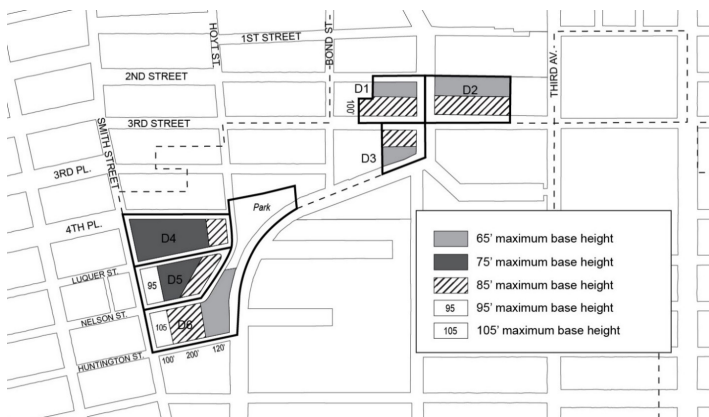 1ST STREET
HOYT ST.
BOND ST.
2ND STREET
D1
D2
100'
THIRD AV.
3RD STREET
SMITH STREET
D3
3RD PL.
Park
4TH PL.
D4
65' maximum base height
75' maximum base height
LUQUER ST.
95
D5
85' maximum base height
95
95' maximum base height
NELSON ST.
105
D6
105
105' maximum base height
HUNTINGTON ST.
100'
200'
120'